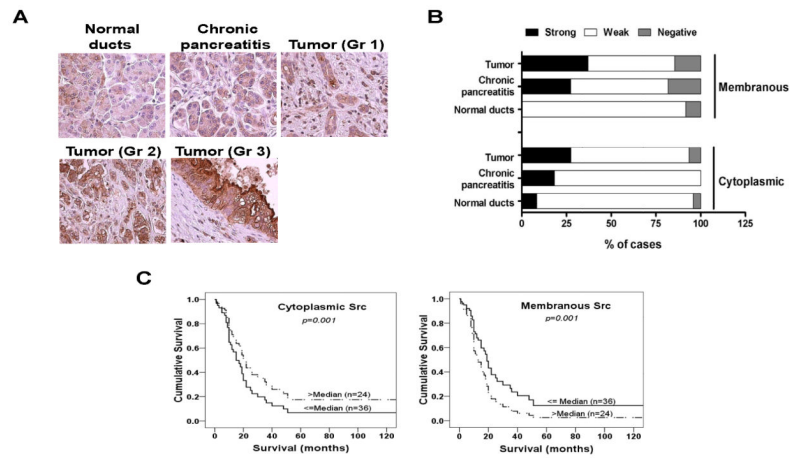 A
Normal ducts
Chronic pancreatitis
Tumor (Gr 1)
Tumor (Gr 2)
Tumor (Gr 3)
B
Strong Weak Negative
Tumor
Chronic pancreatitis
Normal ducts
Membranous
Tumor
Chronic pancreatitis
Normal ducts
Cytoplasmic
0 25 50 75 100 125
% of cases
C
Cytoplasmic Src
p=0.001
Cumulative Survival
1.0
0.8
0.6
0.4
0.2
0.0
>Median (n=24)
<=Median (n=36)
0 20 40 60 80 100 120
Survival (months)
Membranous Src
p=0.001
Cumulative Survival
1.0
0.8
0.6
0.4
0.2
0.0
<= Median (n=36)
>Median (n=24)
0 20 40 60 80 100 120
Survival (months)